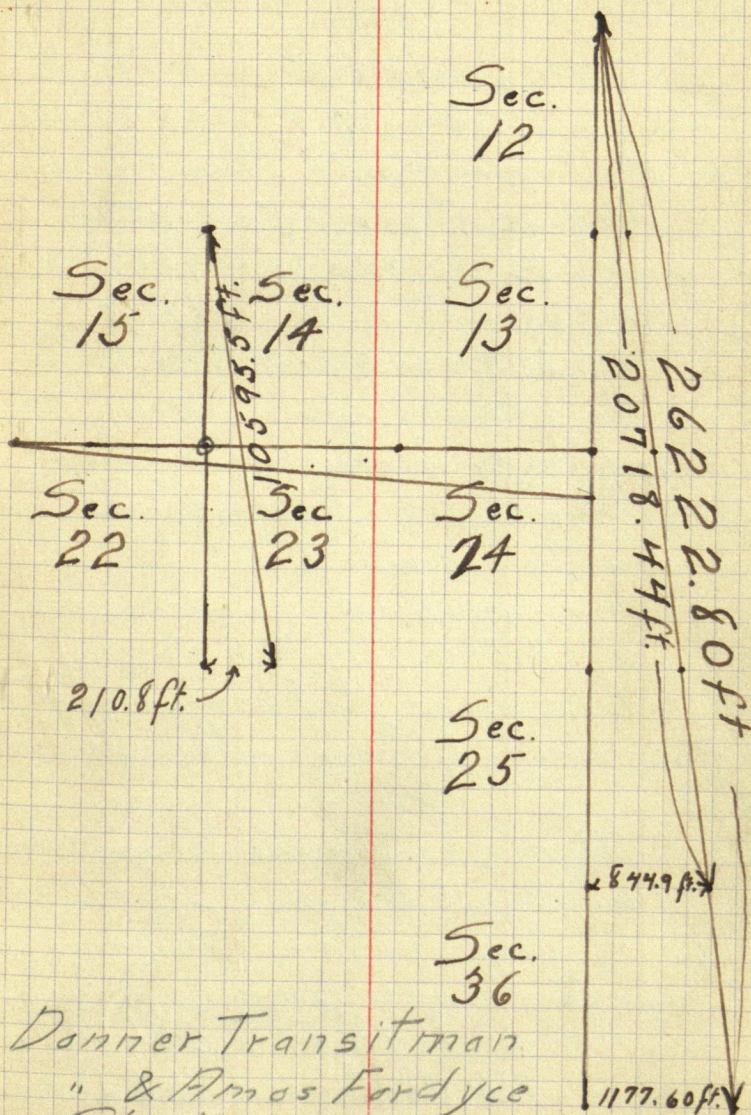 Sec.
12
Sec.
15
Sec.
14
Sec.
13
10595.5 ft.
20718.44 ft.
26222.80 ft
Sec.
22
Sec
23
Sec.
24
210.8 ft.
Sec.
25
844.9 ft.
Sec.
36
Donner Transitman
" & Amos Fordyce
1177.60 ft.